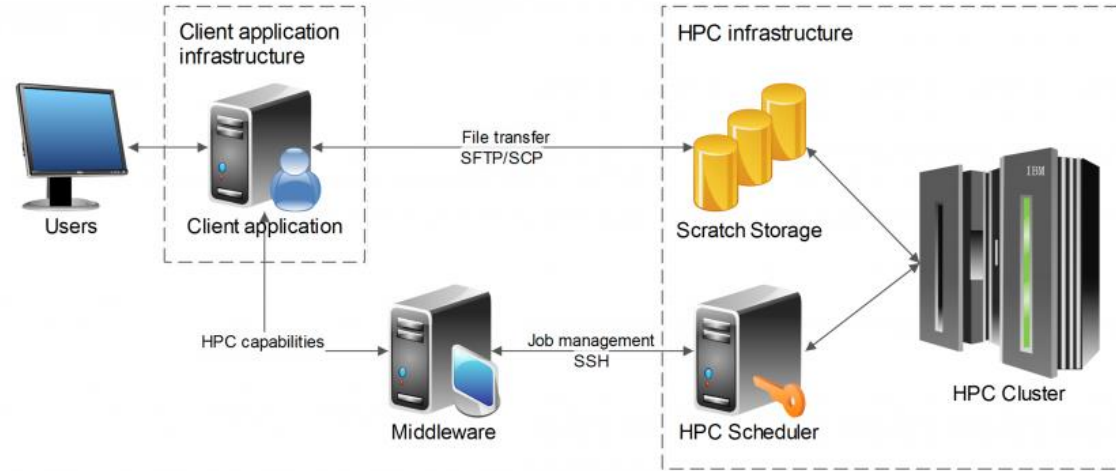 Client application
infrastructure
HPC infrastructure
File transfer
SFTP/SCP
IBM
Users
Client application
Scratch Storage
HPC capabilities
Job management
SSH
HPC Cluster
Middleware
HPC Scheduler